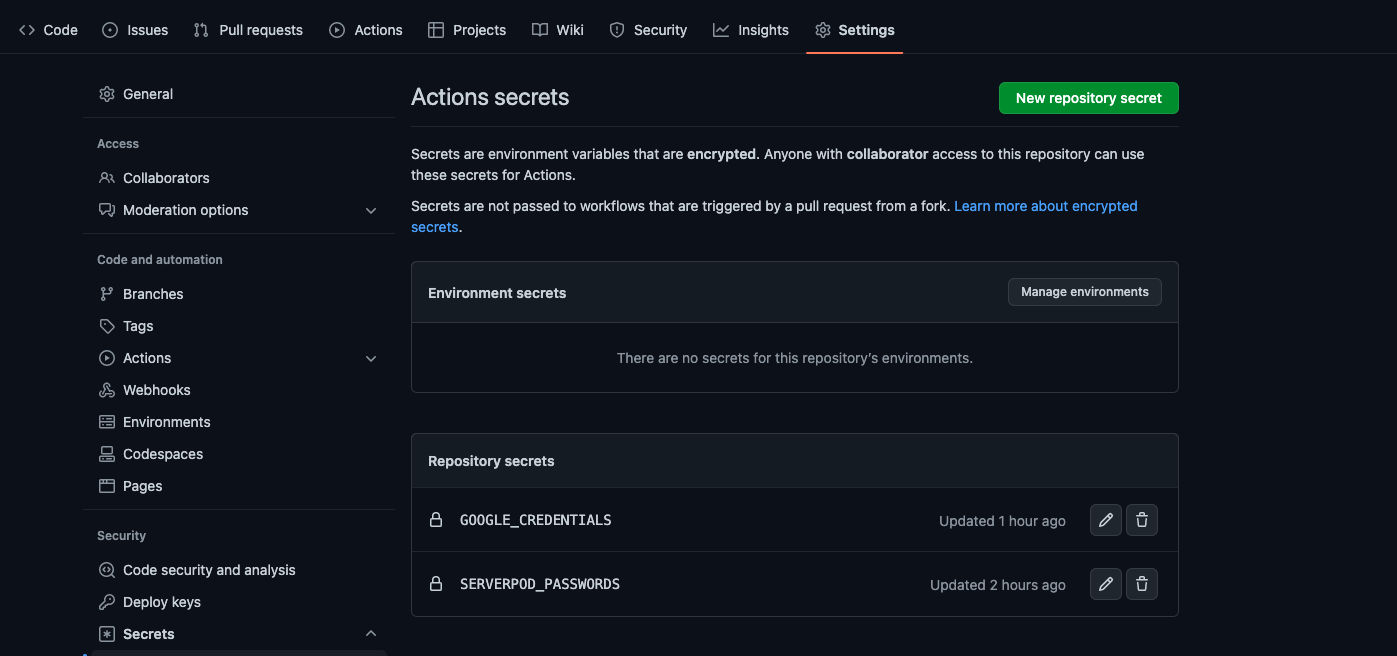 Code Issues Pull requests Actions Projects Wiki Security Insights Settings
General
Access
Collaborators
Moderation options
Code and automation
Branches
Tags
Actions
Webhooks
Environments
Codespaces
Pages
Security
Code security and analysis
Deploy keys
Secrets
Actions secrets
New repository secret
Secrets are environment variables that are encrypted. Anyone with collaborator access to this repository can use
these secrets for Actions.
Secrets are not passed to workflows that are triggered by a pull request from a fork. Learn more about encrypted
secrets.
Environment secrets
Manage environments
There are no secrets for this repository’s environments.
Repository secrets
GOOGLE_CREDENTIALS Updated 1 hour ago
SERVERPOD_PASSWORDS Updated 2 hours ago